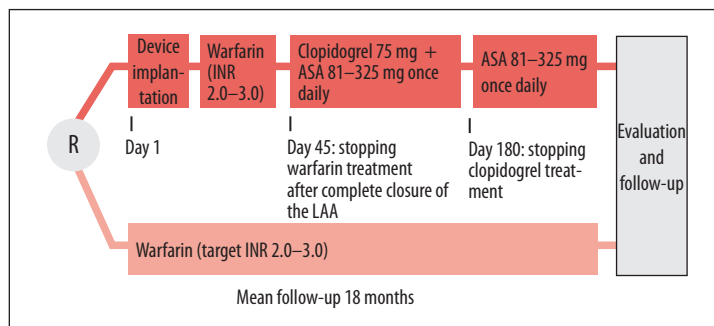 R
Device
implan-
tation
Warfarin
(INR
2.0–3.0)
Clopidogrel 75 mg +
ASA 81–325 mg once
daily
ASA 81–325 mg
once daily
Day 1
Day 45: stopping
warfarin treatment
after complete closure of
the LAA
Day 180: stopping
clopidogrel treat-
ment
Evaluation
and
follow-up
Warfarin (target INR 2.0–3.0)
Mean follow-up 18 months